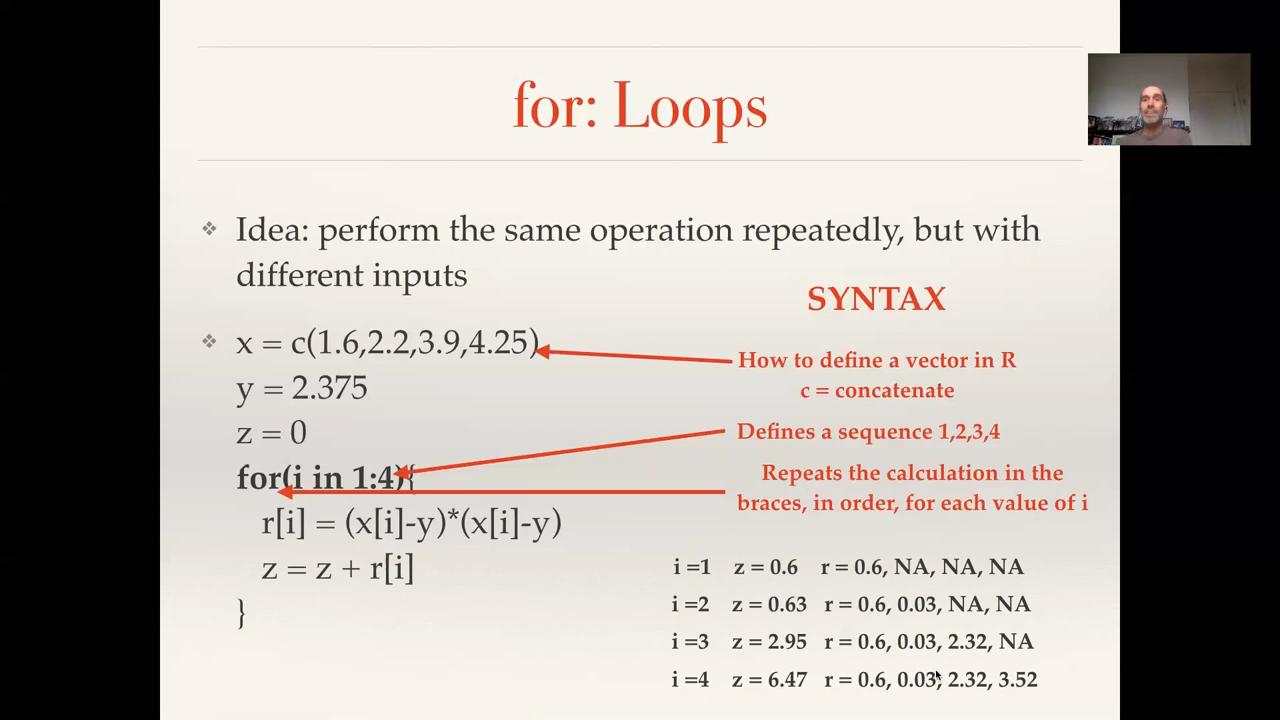 for: Loops
Idea: perform the same operation repeatedly, but with
different inputs
SYNTAX
x = c(1.6,2.2,3.9,4.25)
How to define a vector in R
c = concatenate
y = 2.375
z = 0
Defines a sequence 1,2,3,4
for(i in 1:4){
Repeats the calculation in the
braces, in order, for each value of i
r[i] = (x[i]-y)*(x[i]-y)
z = z + r[i]
}
i =1 z = 0.6 r = 0.6, NA, NA, NA
i =2 z = 0.63 r = 0.6, 0.03, NA, NA
i =3 z = 2.95 r = 0.6, 0.03, 2.32, NA
i =4 z = 6.47 r = 0.6, 0.03, 2.32, 3.52